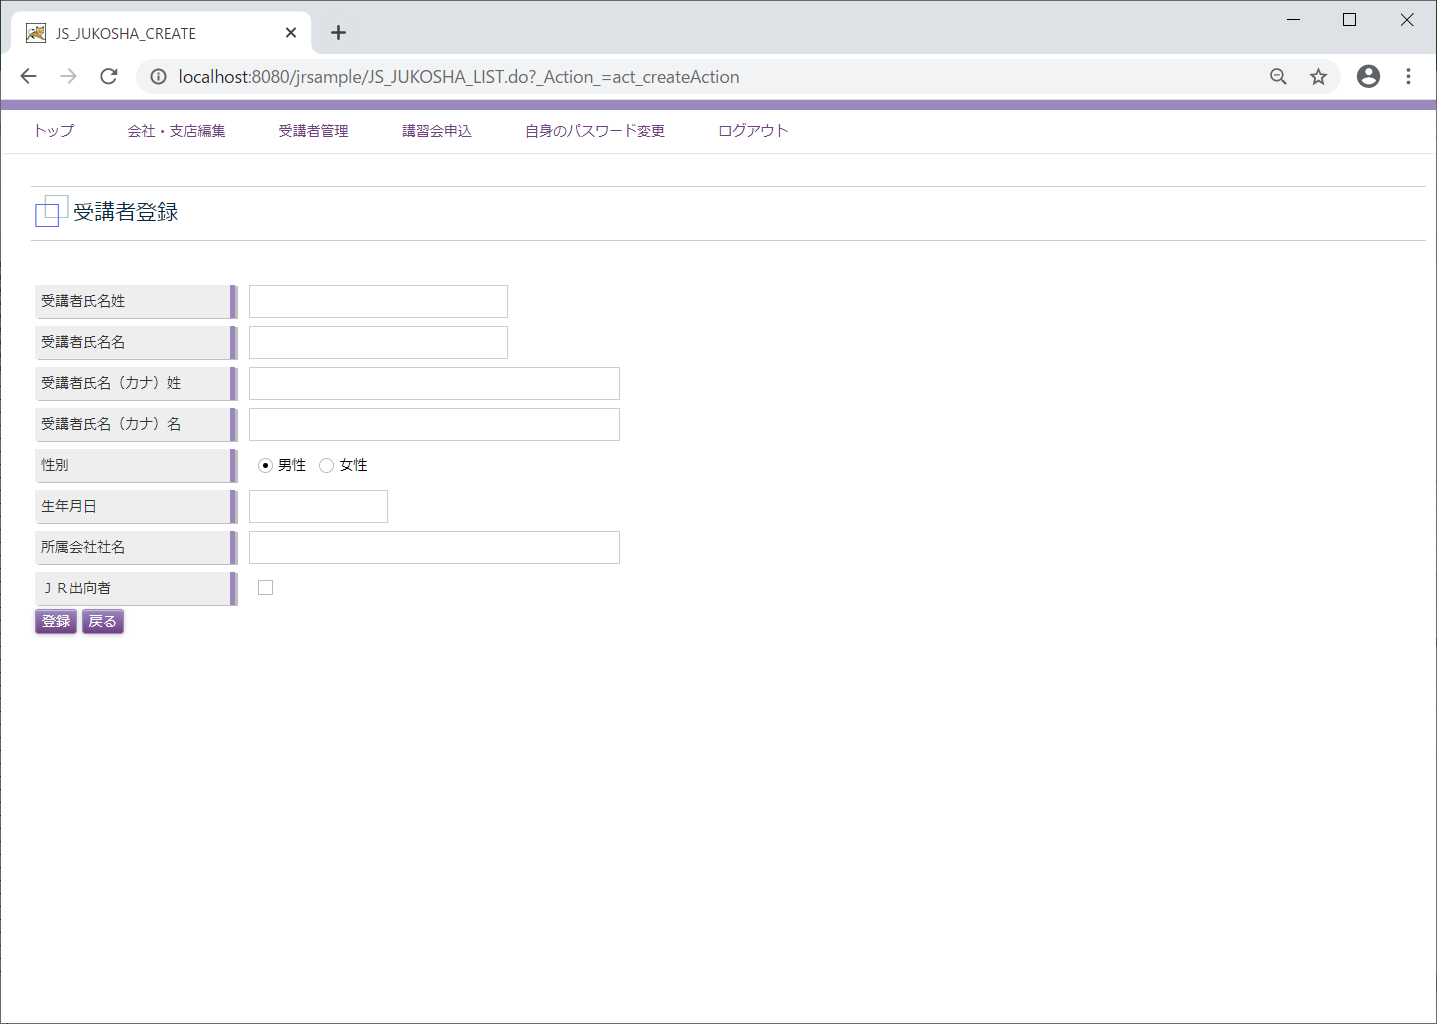 JS_JUKOSHA_CREATE
localhost:8080/jrsample/JS_JUKOSHA_LIST.do?_Action_=act_createAction
トップ 会社・支店編集 受講者管理 講習会申込 自身のパスワード変更 ログアウト
受講者登録
受講者氏名姓
受講者氏名名
受講者氏名（カナ）姓
受講者氏名（カナ）名
性別 男性 女性
生年月日
所属会社社名
ＪＲ出向者
登録 戻る